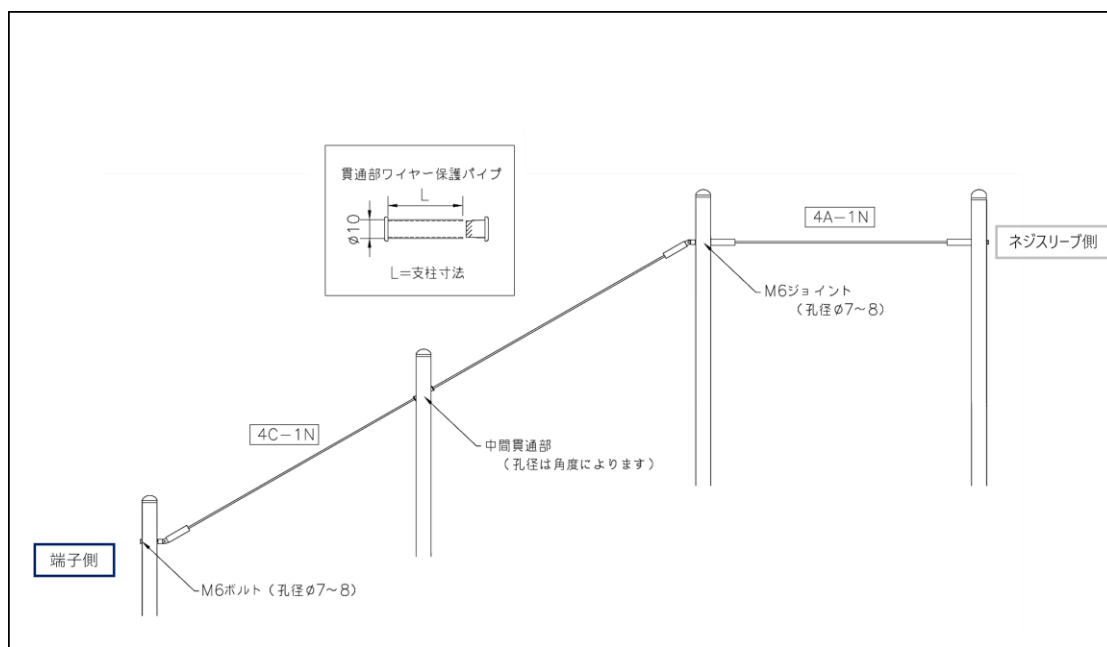 貫通部ワイヤー保護パイプ
L
φ10
L=支柱寸法
4A-1N
ネジスリーブ側
M6ジョイント
(孔径φ7~8)
4C-1N
中間貫通部
(孔径は角度によります)
端子側
M6ボルト(孔径φ7~8)